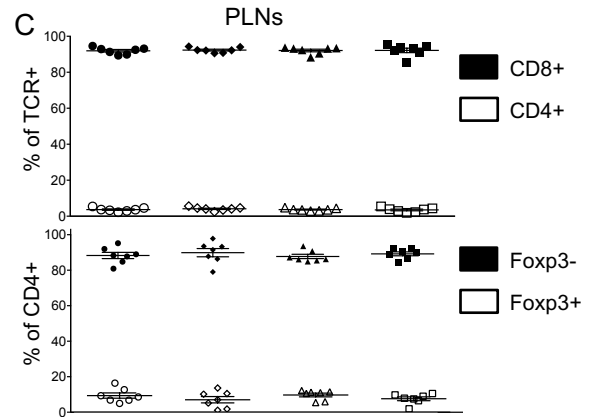 C
PLNs
% of TCR+
100
80
60
40
20
0
CD8+
CD4+
% of CD4+
100
80
60
40
20
0
Foxp3-
Foxp3+